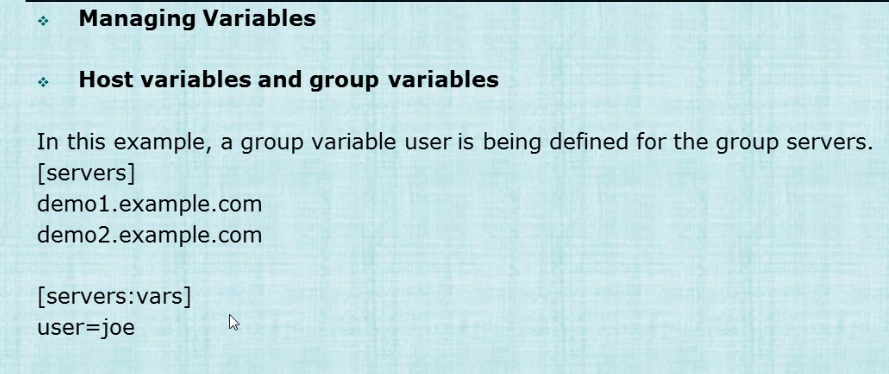 Managing Variables
Host variables and group variables
In this example, a group variable user is being defined for the group servers.
[servers]
demo1.example.com
demo2.example.com
[servers:vars]
user=joe